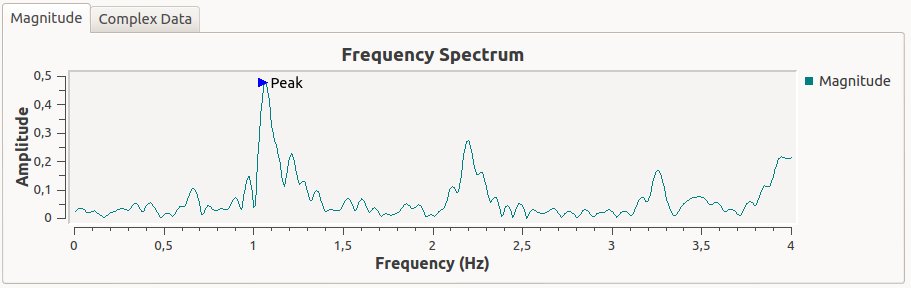 Magnitude
Complex Data
Frequency Spectrum
0,5
0,4
0,3
0,2
0,1
0
Amplitude
Peak
Magnitude
0
0,5
1
1,5
2
2,5
3
3,5
4
Frequency (Hz)